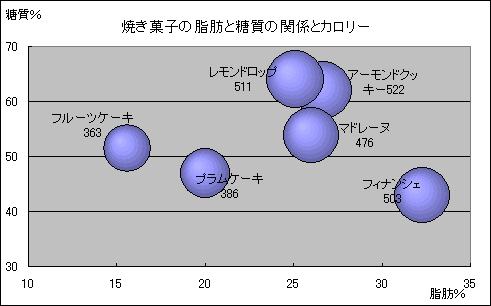 糖質%
焼き菓子の脂肪と糖質の関係とカロリー
70
60
50
40
30
レモンドロップ
511
アーモンドクッ
キー522
フルーツケーキ
363
マドレーヌ
476
プラムケーキ
386
フィナンシェ
503
10
15
20
25
30
35
脂肪%